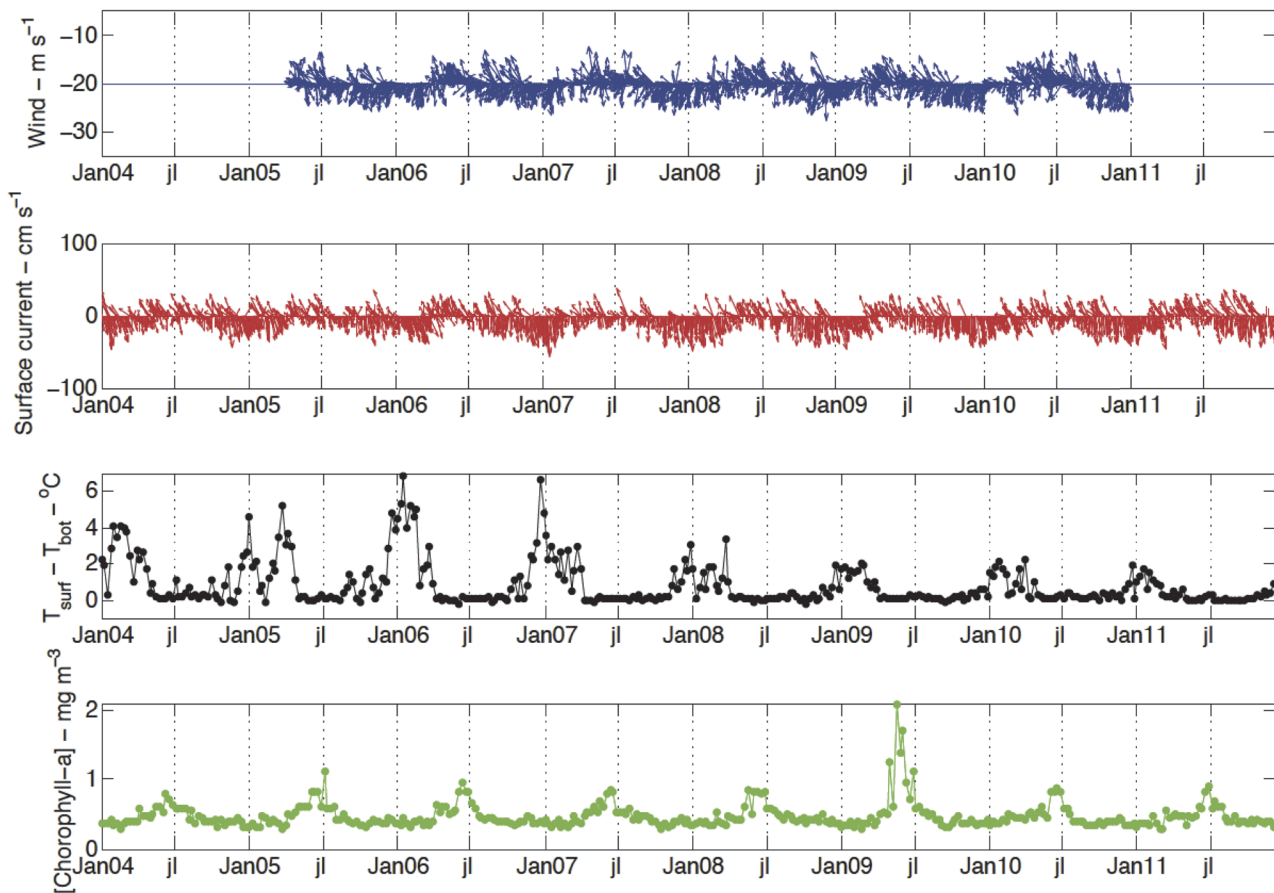 Wind – m s⁻¹
−10
−20
−30
Jan04 jl Jan05 jl Jan06 jl Jan07 jl Jan08 jl Jan09 jl Jan10 jl Jan11 jl
Surface current – cm s⁻¹
100
0
−100
Jan04 jl Jan05 jl Jan06 jl Jan07 jl Jan08 jl Jan09 jl Jan10 jl Jan11 jl
T surf – T bot – ºC
6
4
2
0
Jan04 jl Jan05 jl Jan06 jl Jan07 jl Jan08 jl Jan09 jl Jan10 jl Jan11 jl
[Chorophyll–a] – mg m⁻³
2
1
0
Jan04 jl Jan05 jl Jan06 jl Jan07 jl Jan08 jl Jan09 jl Jan10 jl Jan11 jl